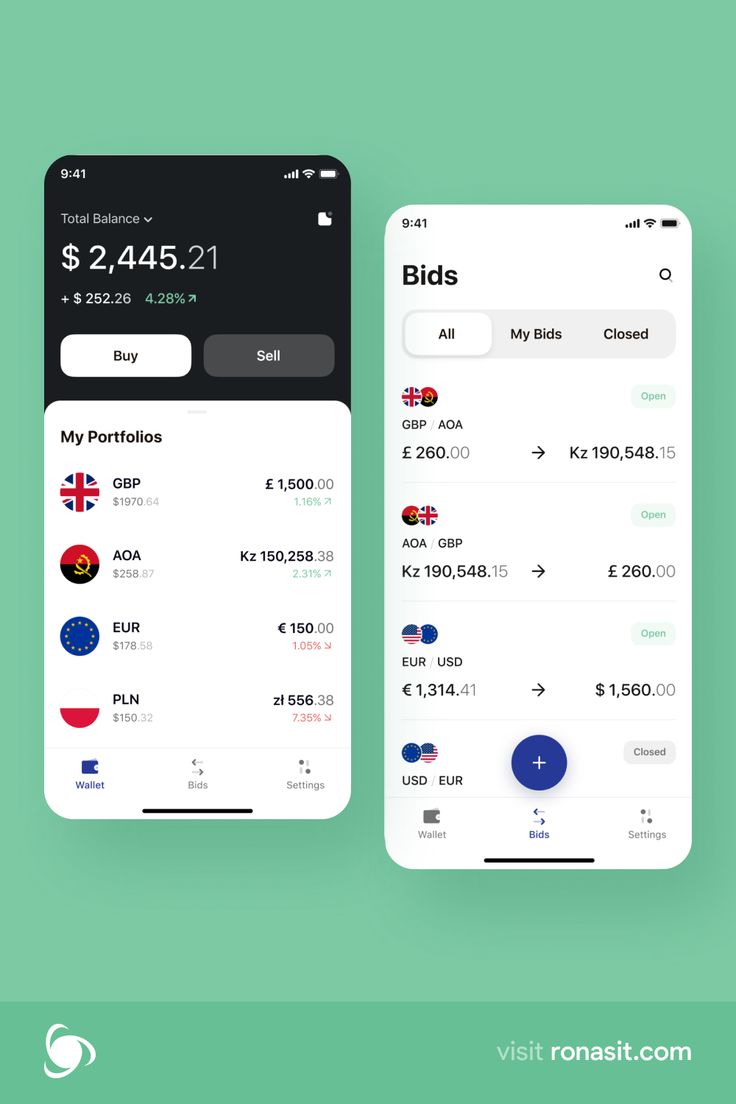 9:41
Total Balance
$ 2,445.21
+ $ 252.26 4.28%
Buy Sell
My Portfolios
GBP £ 1,500.00
$1970.64 1.16%
AOA Kz 150,258.38
$258.87 2.31%
EUR € 150.00
$178.58 1.05%
PLN zł 556.38
$150.32 7.35%
Wallet Bids Settings
9:41
Bids
All My Bids Closed
Open
GBP / AOA
£ 260.00 → Kz 190,548.15
Open
AOA / GBP
Kz 190,548.15 → £ 260.00
Open
EUR / USD
€ 1,314.41 → $ 1,560.00
Closed
USD / EUR
+
Wallet Bids Settings
visit ronasit.com